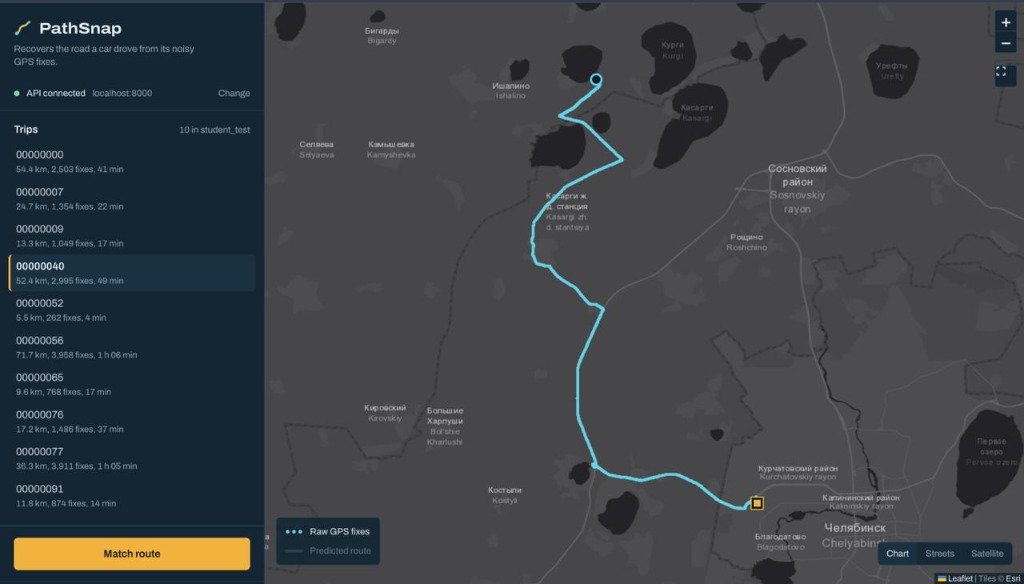 PathSnap
Recovers the road a car drove from its noisy
GPS fixes.
API connected localhost:8000 Change
Trips 10 in student_test
00000000
54.4 km, 2,503 fixes, 41 min
00000007
24.7 km, 1,354 fixes, 22 min
00000009
13.3 km, 1,049 fixes, 17 min
00000040
52.4 km, 2,995 fixes, 49 min
00000052
5.5 km, 262 fixes, 4 min
00000056
71.7 km, 3,958 fixes, 1 h 06 min
00000065
9.6 km, 768 fixes, 17 min
00000076
17.2 km, 1,486 fixes, 37 min
00000077
36.3 km, 3,911 fixes, 1 h 05 min
00000091
11.8 km, 874 fixes, 14 min
Match route
Бигарды
Bigardy
Курги
Kurgi
Урефты
Urefty
Ишалино
Ishalino
Касарги
Kasargi
Селяева
Selyaeva
Камышевка
Kamyshevka
Сосновский
район
Sosnovskiy
rayon
Касарги ж.
д. станция
Kasargi zh.
d. stantsiya
Рощино
Roshchino
Кировский
Kirovskiy
Большие
Харлуши
Bol'shie
Kharlushi
Первое
озеро
Pervoe ozero
Курчатовский район
Kurchatovskiy rayon
Костыли
Kostyli
Калининский район
Kalininskiy rayon
Челябинск
Благодатово
Blagodatovo
+
−
Raw GPS fixes
Predicted route
Chart Streets Satellite
Leaflet | Tiles © Esri